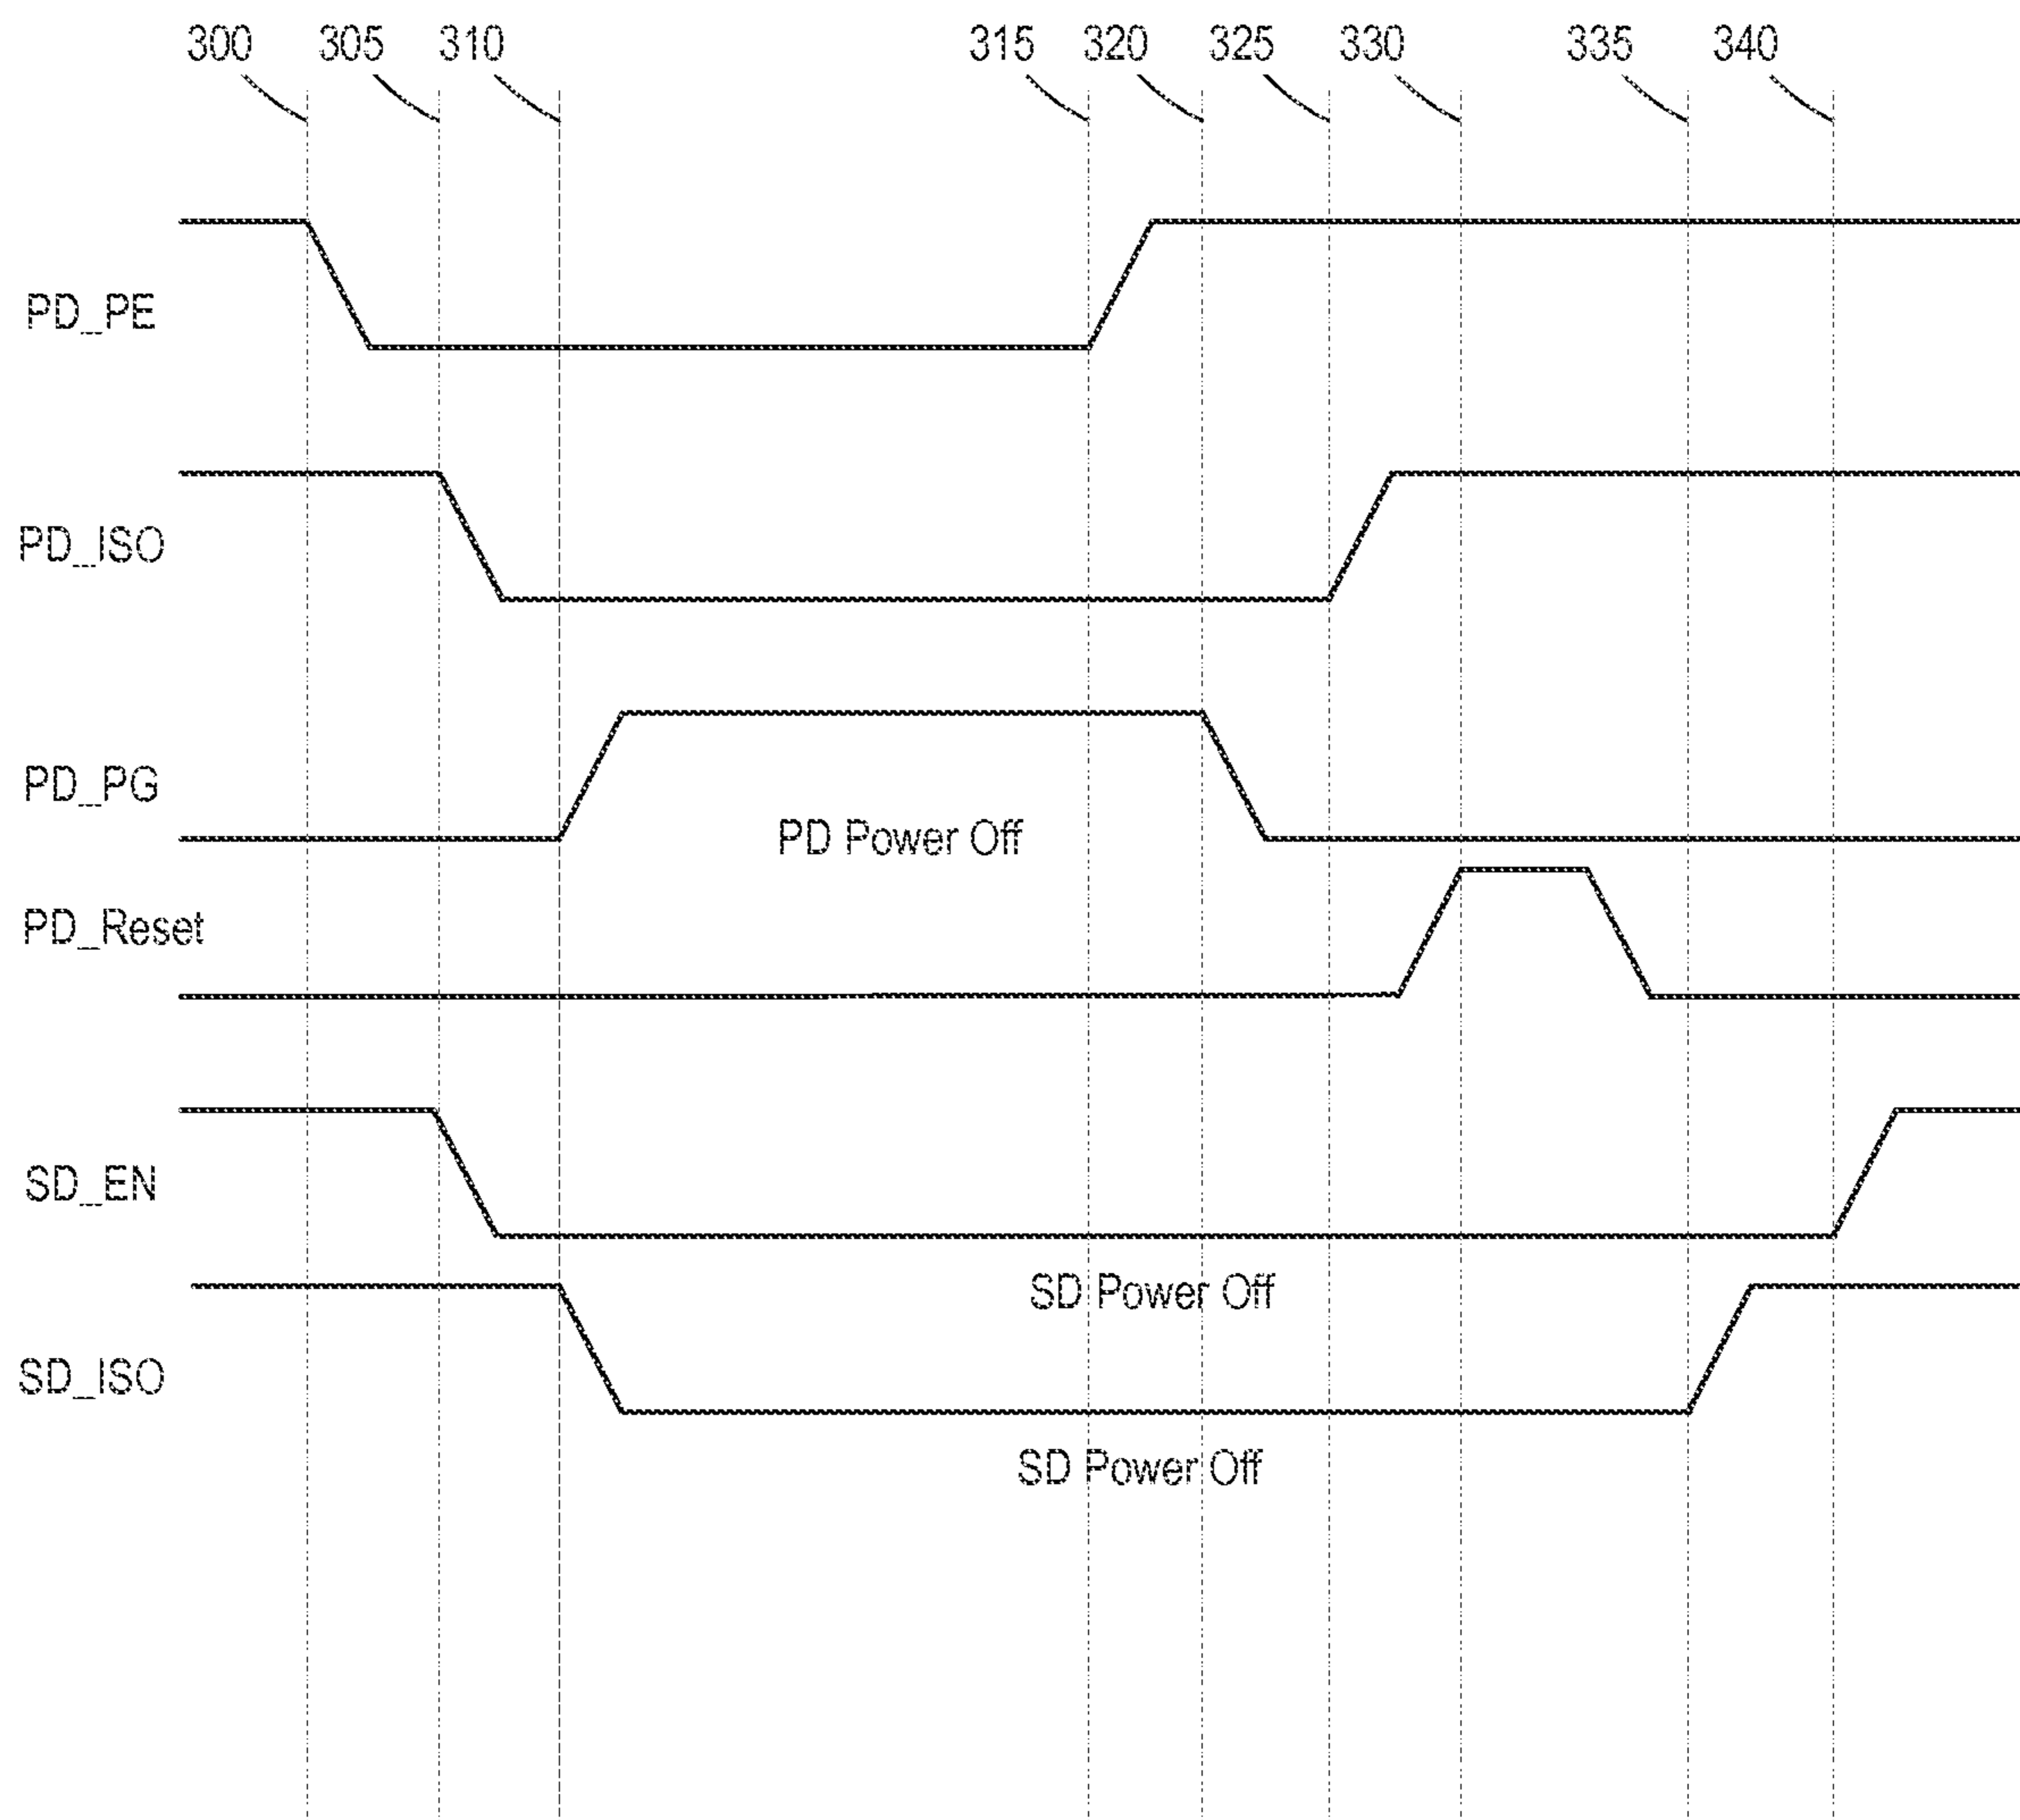 300 305 310 315 320 325 330 335 340
PD_PE
PD_ISO
PD_PG
PD Power Off
PD_Reset
SD_EN
SD Power Off
SD_ISO
SD Power Off